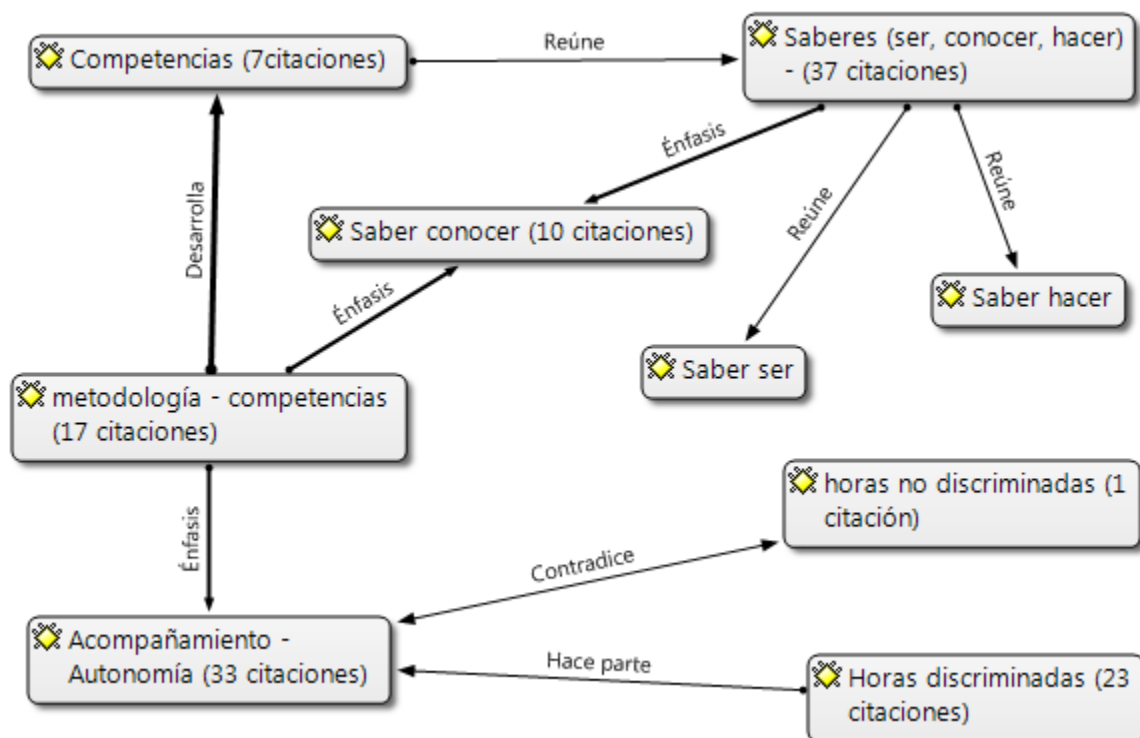 Competencias (7citaciones)
Reúne
Saberes (ser, conocer, hacer)
- (37 citaciones)
Desarrolla
Énfasis
Reúne
Reúne
Saber conocer (10 citaciones)
Énfasis
Saber hacer
Saber ser
metodología - competencias
(17 citaciones)
Énfasis
horas no discriminadas (1
citación)
Contradice
Acompañamiento -
Autonomía (33 citaciones)
Hace parte
Horas discriminadas (23
citaciones)